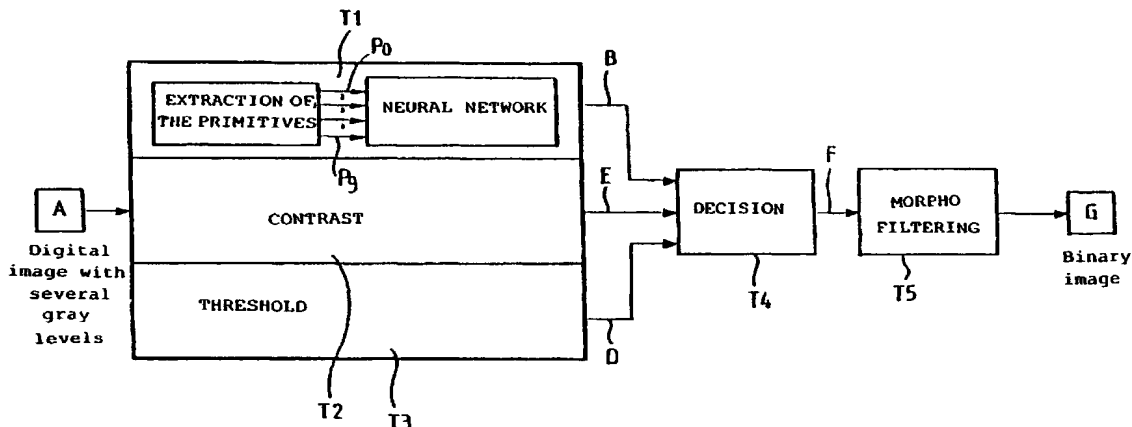 T1
P0
B
EXTRACTION OF
THE PRIMITIVES
NEURAL NETWORK
P9
E
F
A
CONTRAST
DECISION
MORPHO
FILTERING
G
Digital
image with
several
gray
levels
Binary
image
T4
T5
THRESHOLD
D
T2
T3